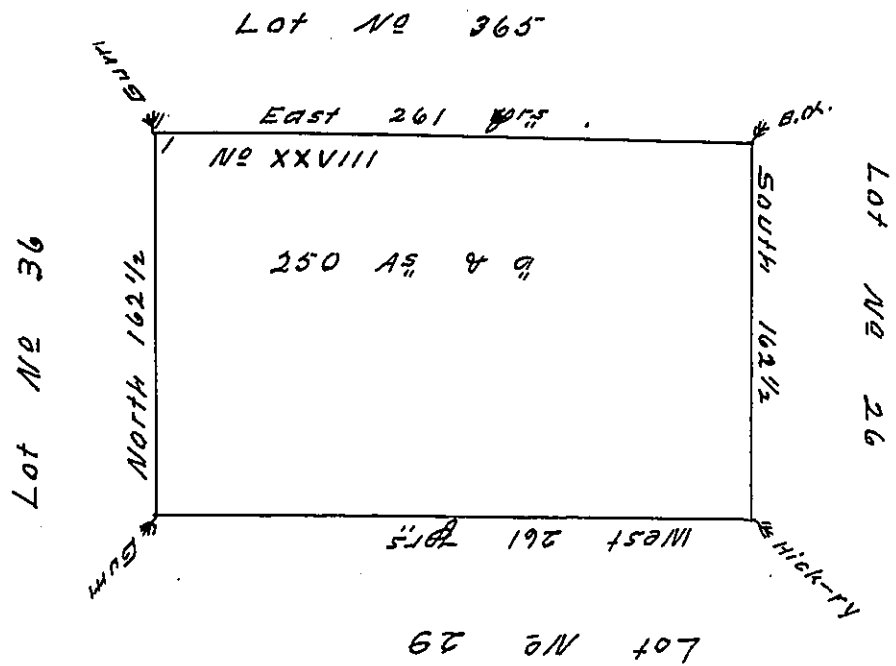 Lot Nº 365
Gum
East 261 prs
B.O.
1
Nº XXVIII
250 As & a
South 162½
Lot Nº 26
North 162½
Lot Nº 36
West 261 prs
Gum
Hick-ry
Lot Nº 29